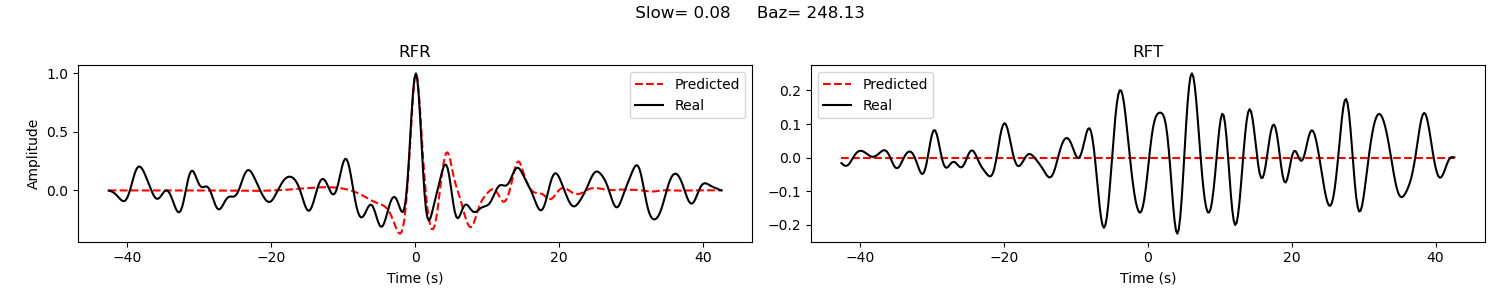 Slow= 0.08 Baz= 248.13
RFR
RFT
Amplitude
1.0
0.5
0.0
Predicted
Real
−40
−20
0
20
40
Time (s)
0.2
0.1
0.0
−0.1
−0.2
Predicted
Real
−40
−20
0
20
40
Time (s)